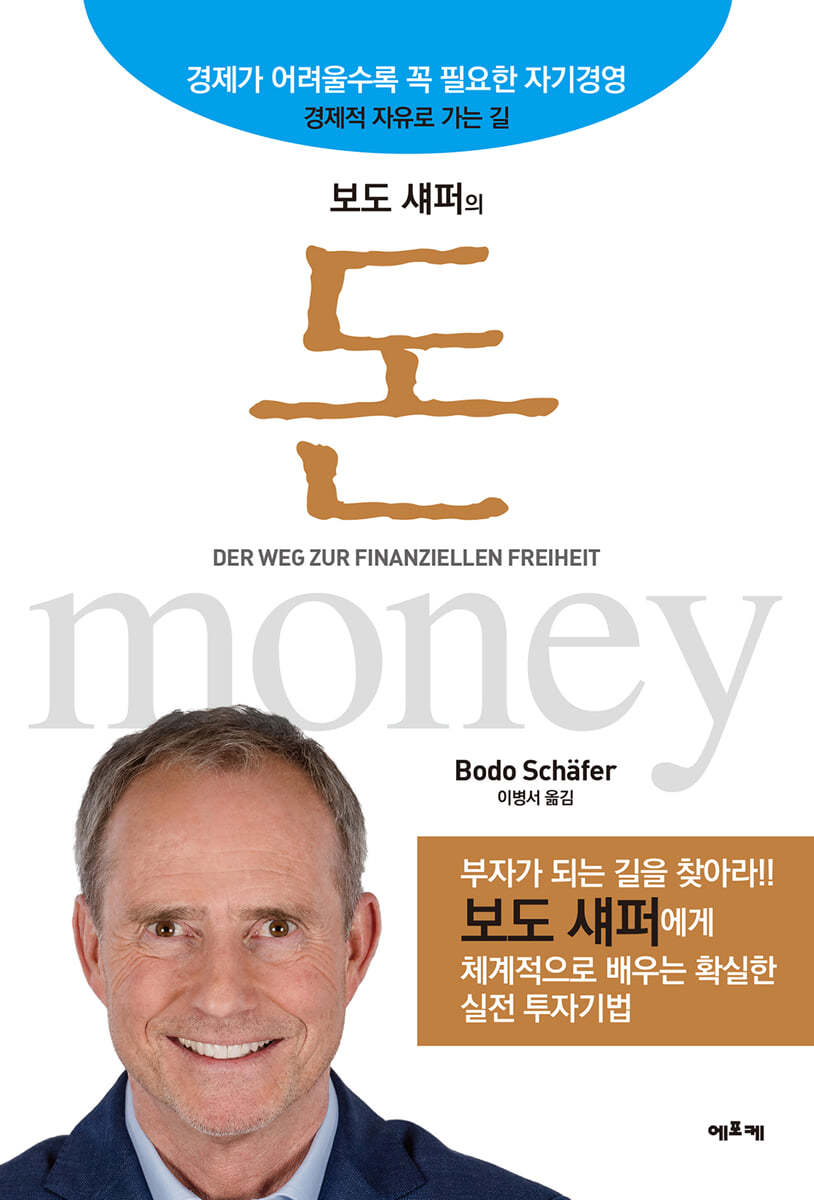 경제가 어려울수록 꼭 필요한 자기경영
경제적 자유로 가는 길
보도 섀퍼의
돈
DER WEG ZUR FINANZIELLEN FREIHEIT
money
Bodo Schäfer
이병서 옮김
부자가 되는 길을 찾아라!!
보도 섀퍼에게
체계적으로 배우는 확실한
실전 투자기법
에포케